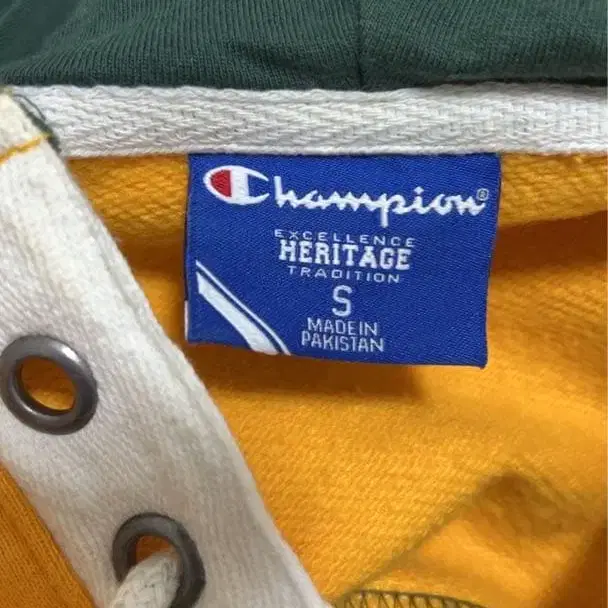 Champion®
EXCELLENCE
HERITAGE
TRADITION
S
MADE IN
PAKISTAN